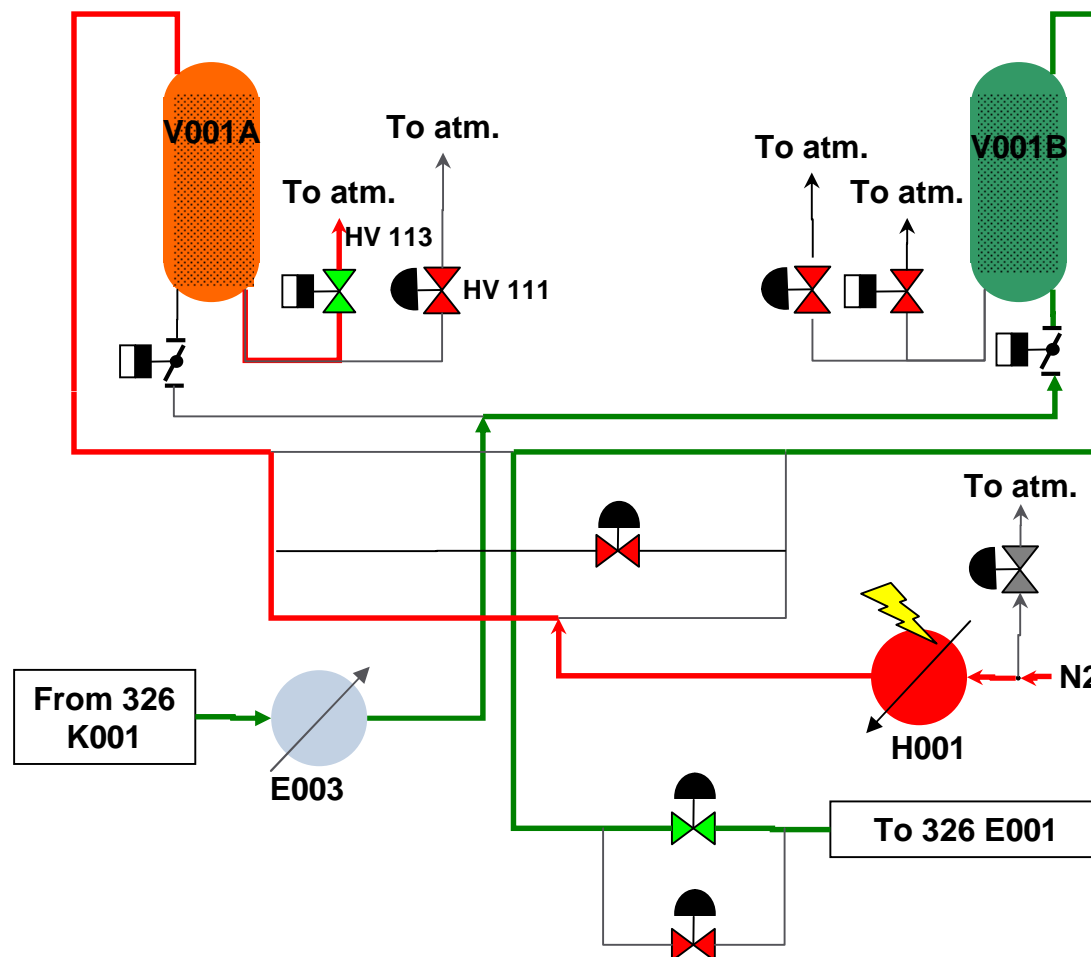 To atm.
To atm.
V001A
V001B
To atm.
To atm.
HV 113
HV 111
To atm.
From 326
K001
N2
H001
E003
To 326 E001